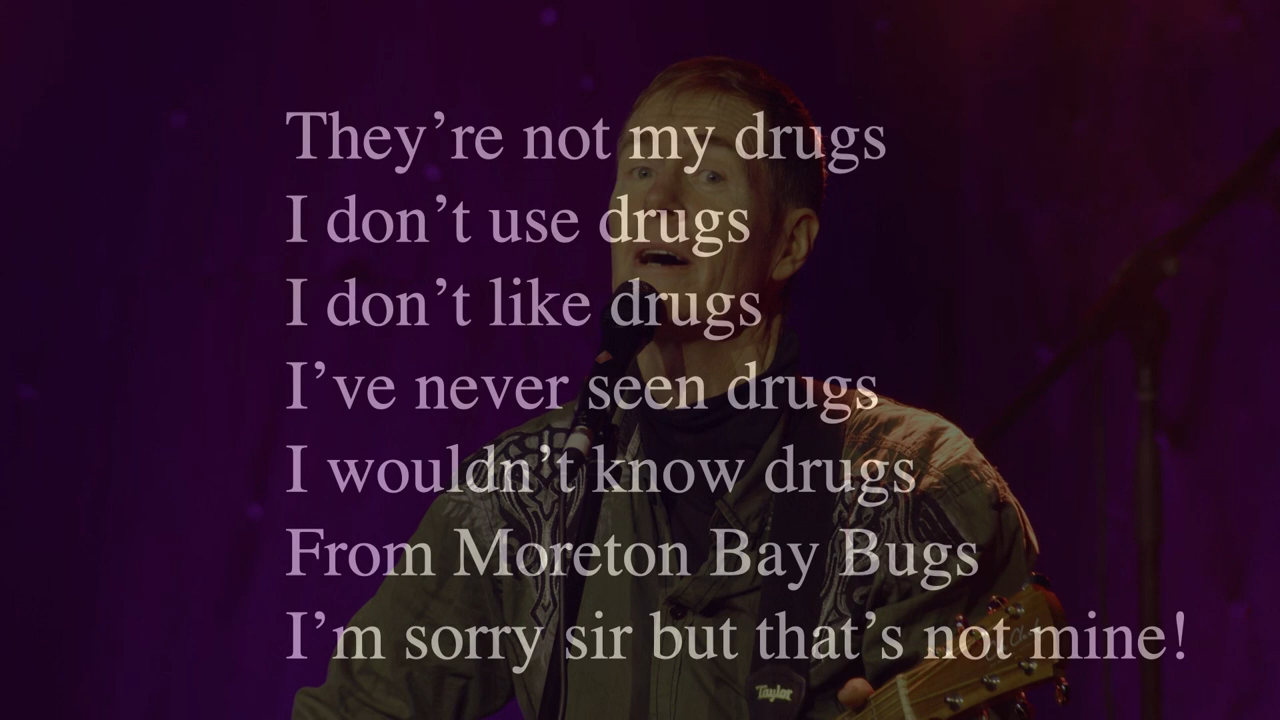 They’re not my drugs
I don’t use drugs
I don’t like drugs
I’ve never seen drugs
I wouldn’t know drugs
From Moreton Bay Bugs
I’m sorry sir but that’s not mine!
Taylor